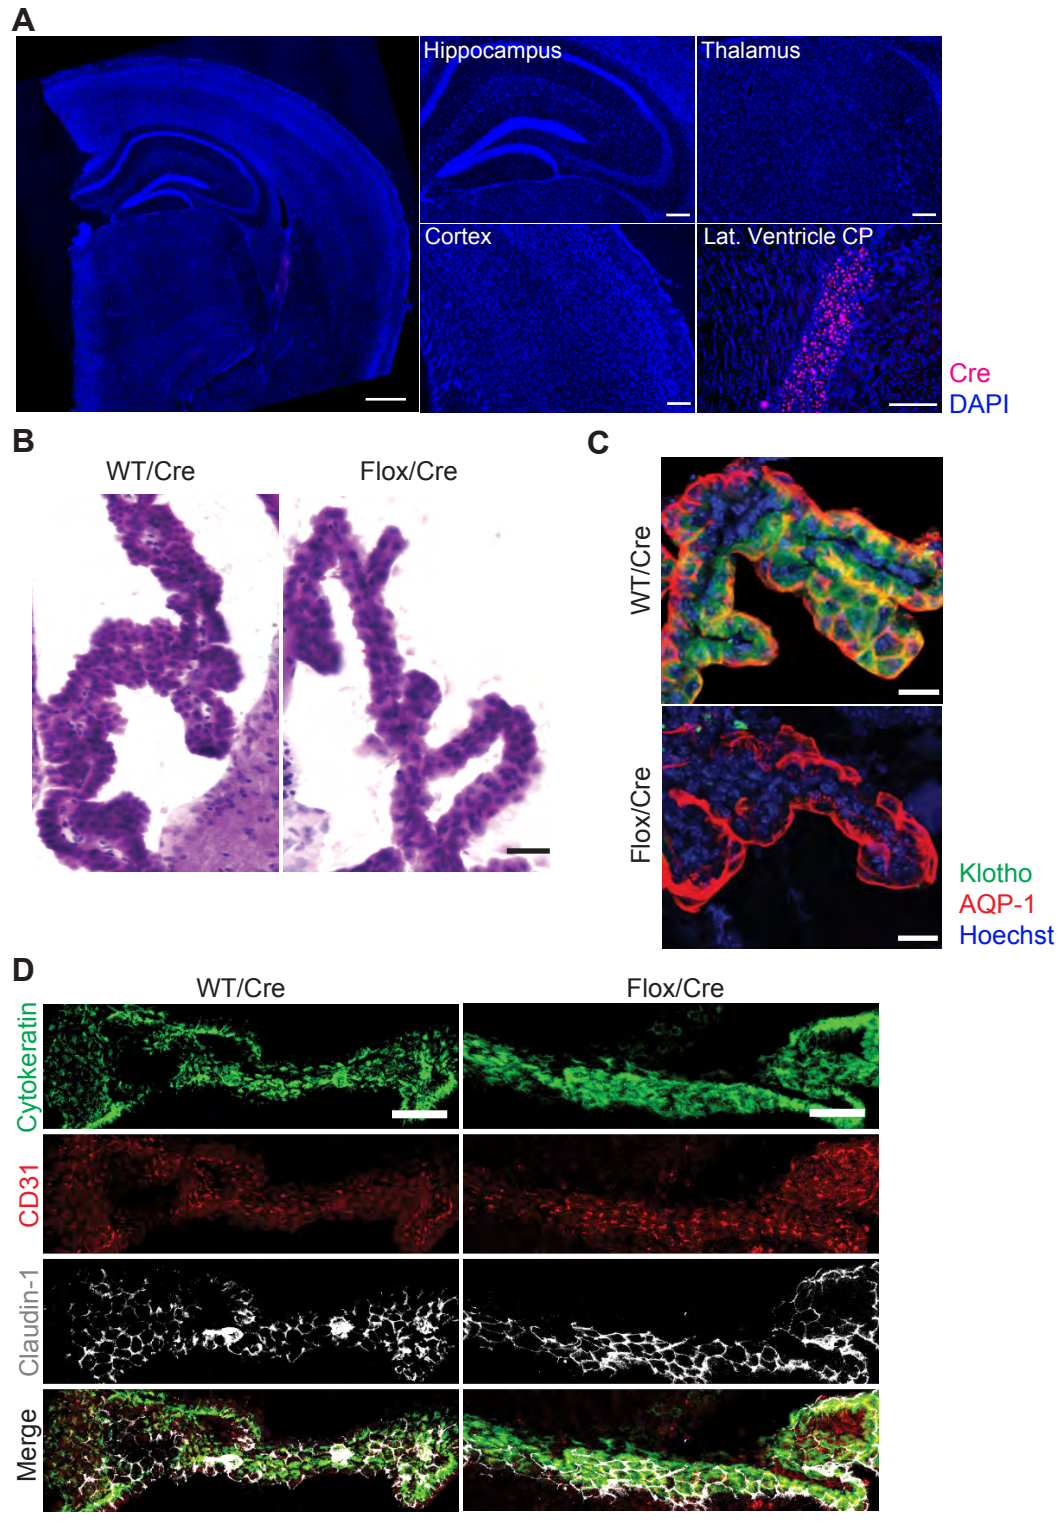 A
Hippocampus
Thalamus
Cortex
Lat. Ventricle CP
Cre
DAPI
B
WT/Cre
Flox/Cre
C
WT/Cre
Flox/Cre
Klotho
AQP-1
Hoechst
D
WT/Cre
Flox/Cre
Cytokeratin
CD31
Claudin-1
Merge